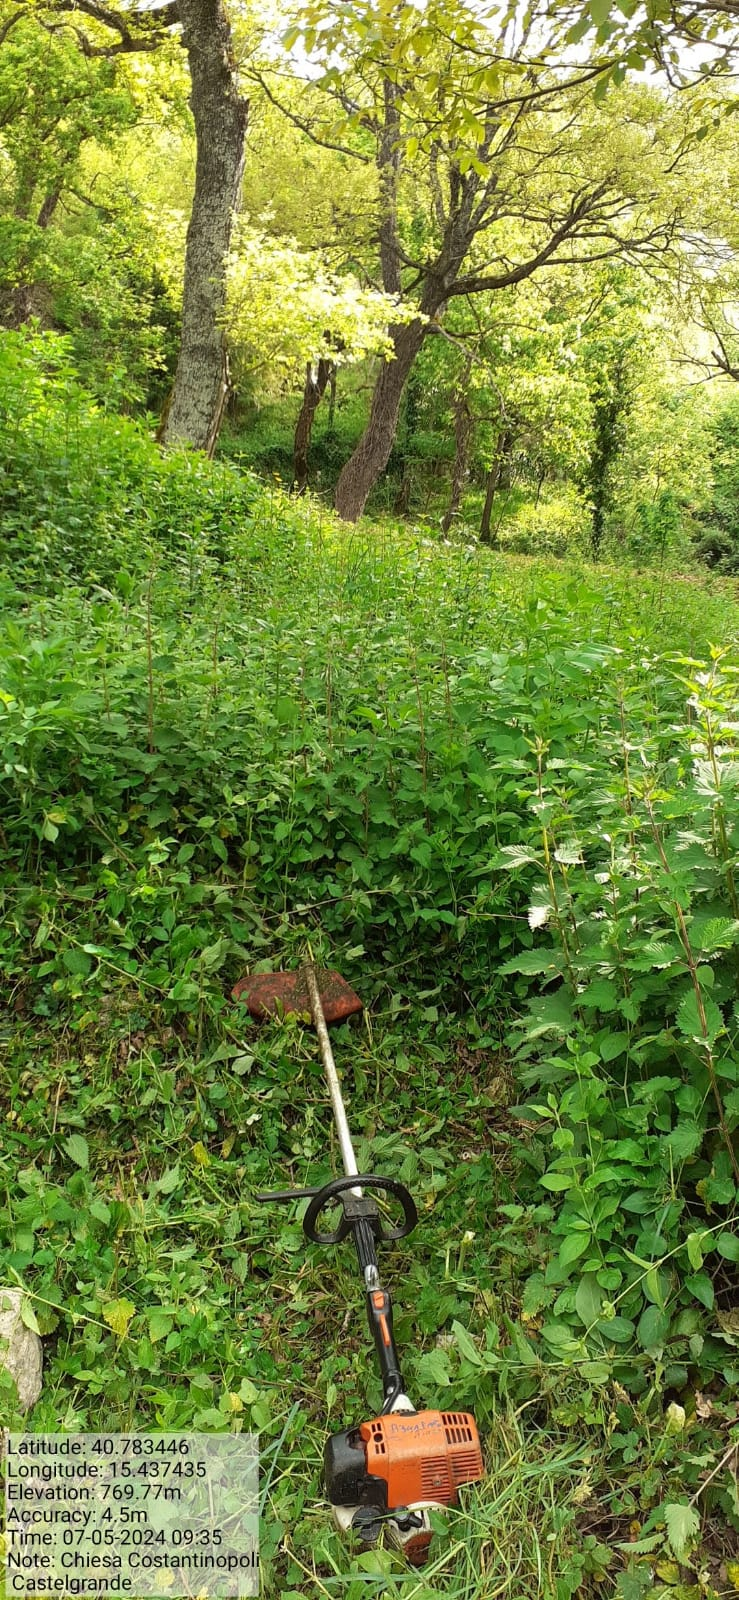 Latitude: 40.783446
Longitude: 15.437435
Elevation: 769.77m
Accuracy: 4.5m
Time: 07-05-2024 09:35
Note: Chiesa Costantinopoli
Castelgrande